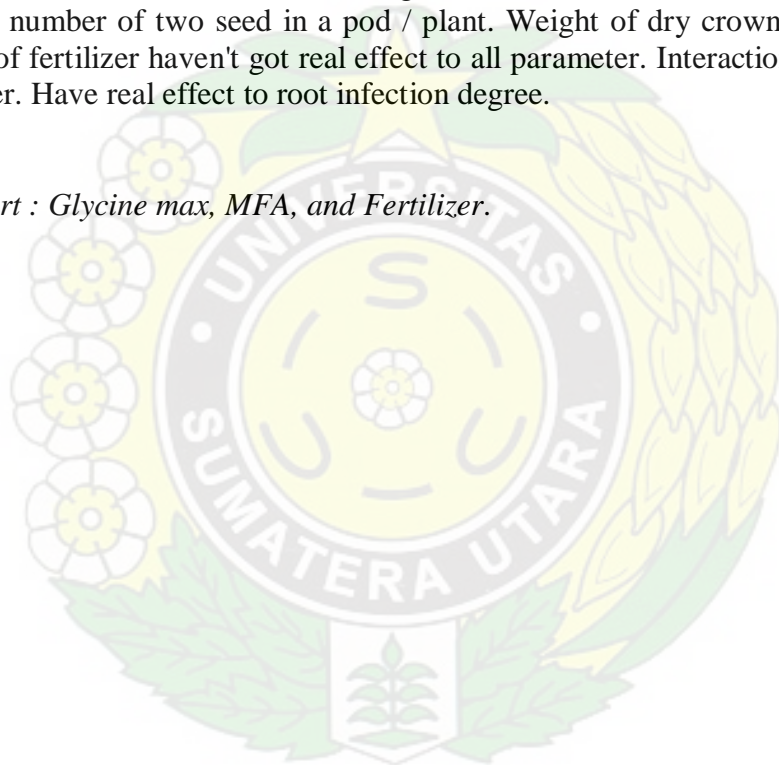 number of two seed in a pod / plant. Weight of dry crown
of fertilizer haven't got real effect to all parameter. Interactio
er. Have real effect to root infection degree.
rt : Glycine max, MFA, and Fertilizer.
UNIVERSITAS
SUMATERA UTARA